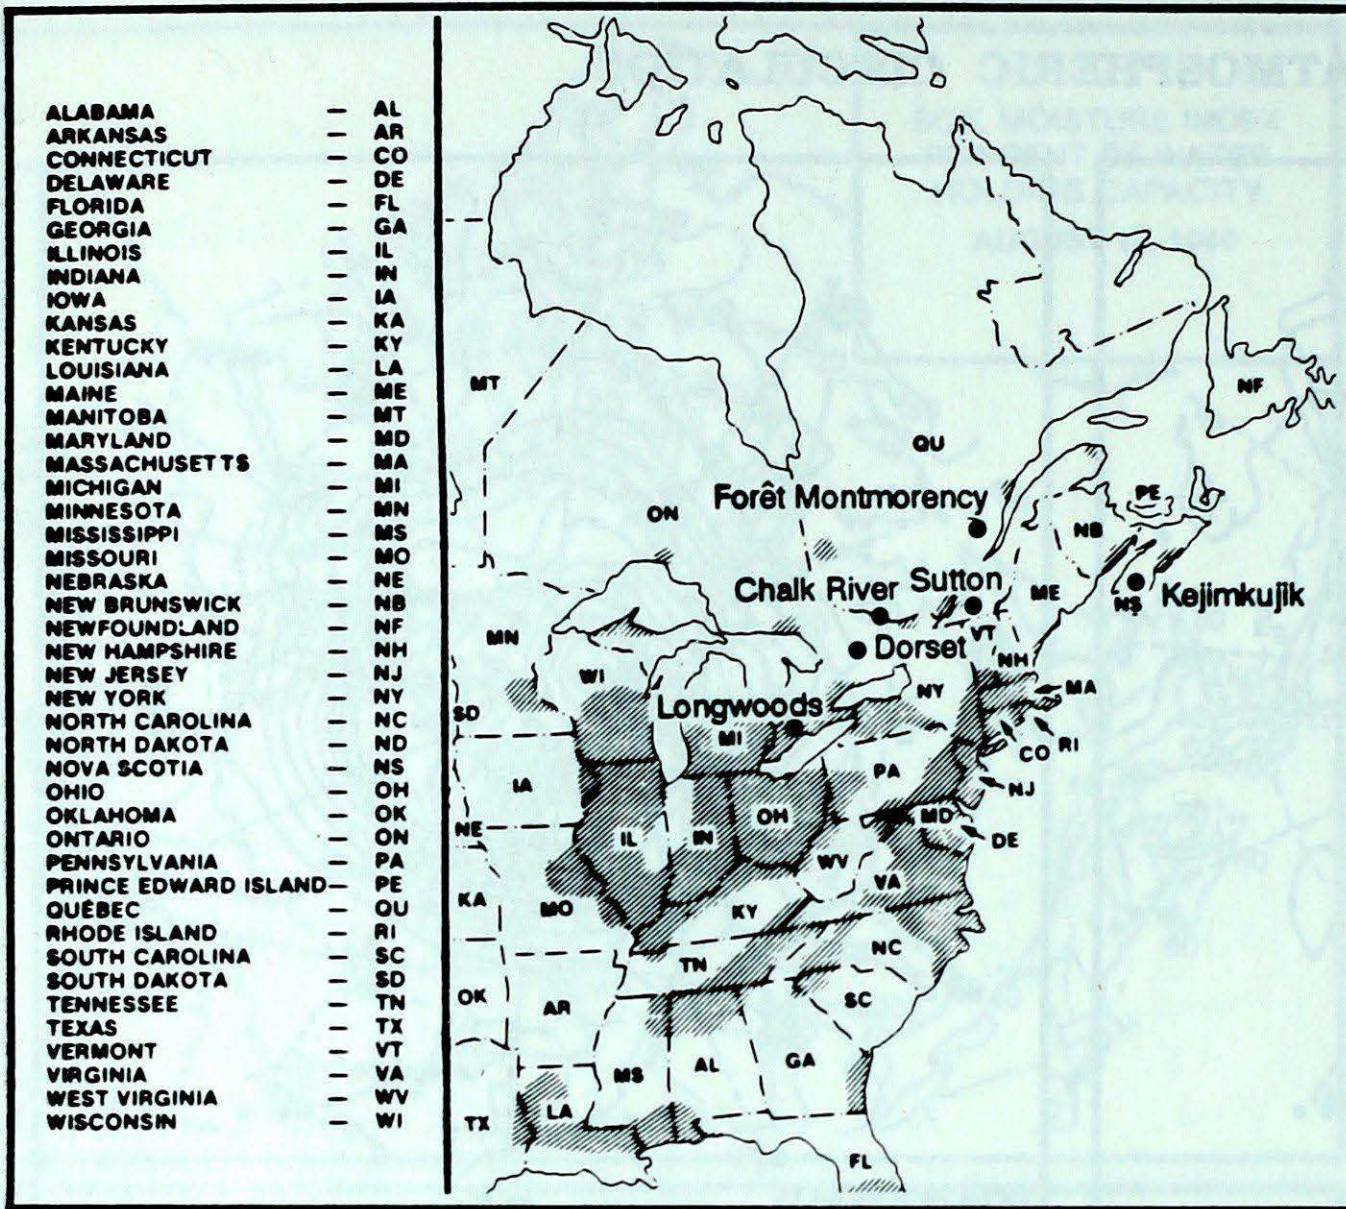 ALABAMA — AL
ARKANSAS — AR
CONNECTICUT — CO
DELAWARE — DE
FLORIDA — FL
GEORGIA — GA
ILLINOIS — IL
INDIANA — IN
IOWA — IA
KANSAS — KA
KENTUCKY — KY
LOUISIANA — LA
MAINE — ME
MANITOBA — MT
MARYLAND — MD
MASSACHUSETTS — MA
MICHIGAN — MI
MINNESOTA — MN
MISSISSIPPI — MS
MISSOURI — MO
NEBRASKA — NE
NEW BRUNSWICK — NB
NEWFOUNDLAND — NF
NEW HAMPSHIRE — NH
NEW JERSEY — NJ
NEW YORK — NY
NORTH CAROLINA — NC
NORTH DAKOTA — ND
NOVA SCOTIA — NS
OHIO — OH
OKLAHOMA — OK
ONTARIO — ON
PENNSYLVANIA — PA
PRINCE EDWARD ISLAND — PE
QUÉBEC — QU
RHODE ISLAND — RI
SOUTH CAROLINA — SC
SOUTH DAKOTA — SD
TENNESSEE — TN
TEXAS — TX
VERMONT — VT
VIRGINIA — VA
WEST VIRGINIA — WV
WISCONSIN — WI
MT
NF
QU
Forêt Montmorency
PE
ON
NB
Chalk River
Sutton
ME
NS
Kejimkujik
MN
VT
Dorset
NH
WI
NY
MA
Longwoods
SD
MI
CO
RI
IA
PA
NJ
OH
MD
NE
IL
IN
DE
WV
VA
KA
MO
KY
NC
TN
OK
AR
SC
MS
AL
GA
LA
TX
FL